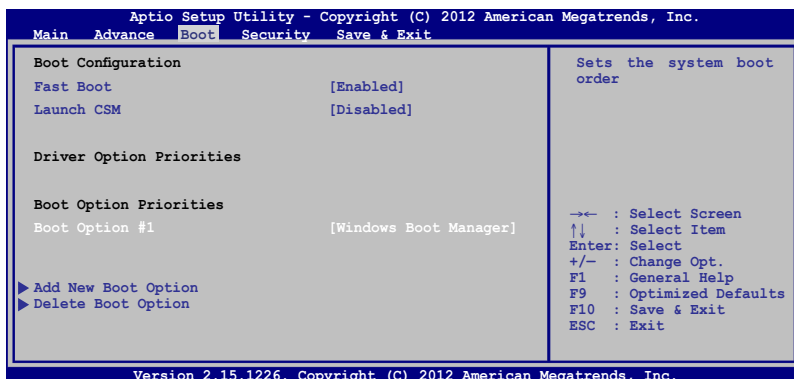 Aptio Setup Utility - Copyright (C) 2012 American Megatrends, Inc.
Main Advance Boot Security Save & Exit
Boot Configuration
Fast Boot [Enabled]
Launch CSM [Disabled]
Driver Option Priorities
Boot Option Priorities
Boot Option #1 [Windows Boot Manager]
Add New Boot Option
Delete Boot Option
Sets the system boot
order
→← : Select Screen
↑↓ : Select Item
Enter: Select
+/— : Change Opt.
F1 : General Help
F9 : Optimized Defaults
F10 : Save & Exit
ESC : Exit
Version 2.15.1226. Copyright (C) 2012 American Megatrends, Inc.